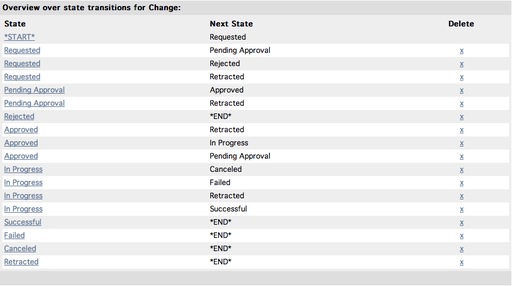 Overview over state transitions for Change:
State Next State Delete
*START* Requested
Requested Pending Approval x
Requested Rejected x
Requested Retracted x
Pending Approval Approved x
Pending Approval Retracted x
Rejected *END* x
Approved Retracted x
Approved In Progress x
Approved Pending Approval x
In Progress Canceled x
In Progress Failed x
In Progress Retracted x
In Progress Successful x
Successful *END* x
Failed *END* x
Canceled *END* x
Retracted *END* x